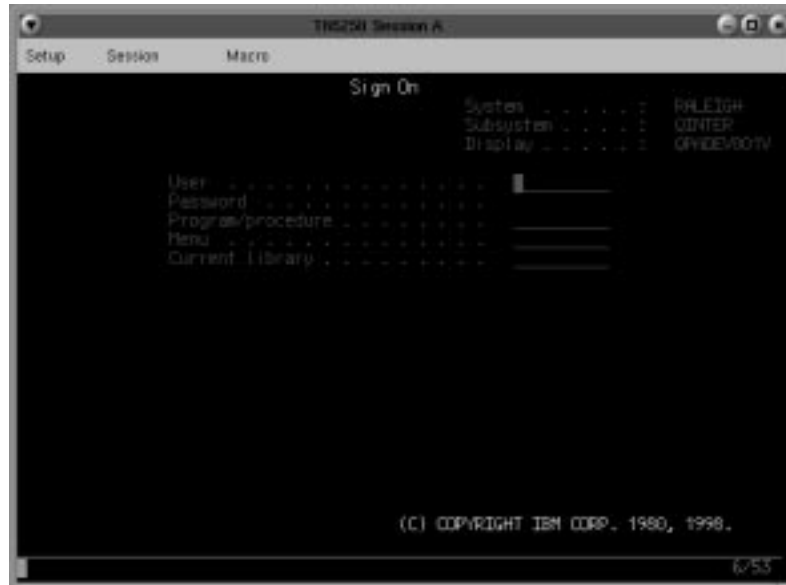 TN5250 Session A
Setup Session Macro
Sign On
System . . . . . : RALEIGH
Subsystem . . . . : QINTER
Display . . . . . :
User . . . . . . . . . . . . . .
Password . . . . . . . . . . . .
Program/procedure . . . . . . . .
Menu . . . . . . . . . . . . . .
Current library . . . . . . . . .
(C) COPYRIGHT IBM CORP. 1980, 1998.
6/53